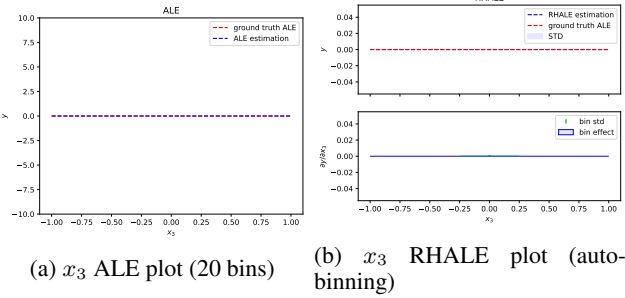 ALE
10.0
7.5
5.0
2.5
0.0
−2.5
−5.0
−7.5
−10.0
y
ground truth ALE
ALE estimation
−1.00 −0.75 −0.50 −0.25 0.00 0.25 0.50 0.75 1.00
x₃
(a) x₃ ALE plot (20 bins)
0.04
0.02
0.00
−0.02
−0.04
y
RHALE estimation
ground truth ALE
STD
0.04
0.02
0.00
−0.02
−0.04
∂y/∂x₃
bin std
bin effect
−1.00 −0.75 −0.50 −0.25 0.00 0.25 0.50 0.75 1.00
x₃
(b) x₃ RHALE plot (auto-
binning)